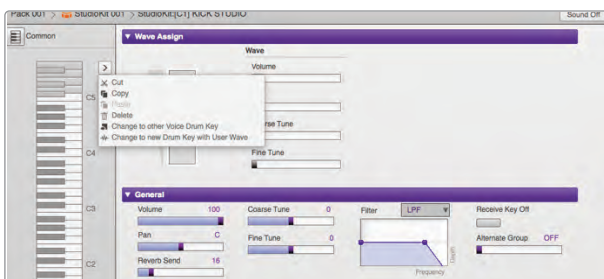 Pack 001 > StudioKit 001 > StudioKit:[C1] KICK STUDIO
Sound Off
Common
Wave Assign
Wave
Volume
Cut
Copy
Paste
Delete
Change to other Voice Drum Key
Change to new Drum Key with User Wave
Tune
Fine Tune
C5
C4
C3
C2
General
Volume 100
Coarse Tune 0
Filter LPF
Receive Key Off
Pan C
Fine Tune 0
Alternate Group OFF
Reverb Send 16
Depth
Frequency